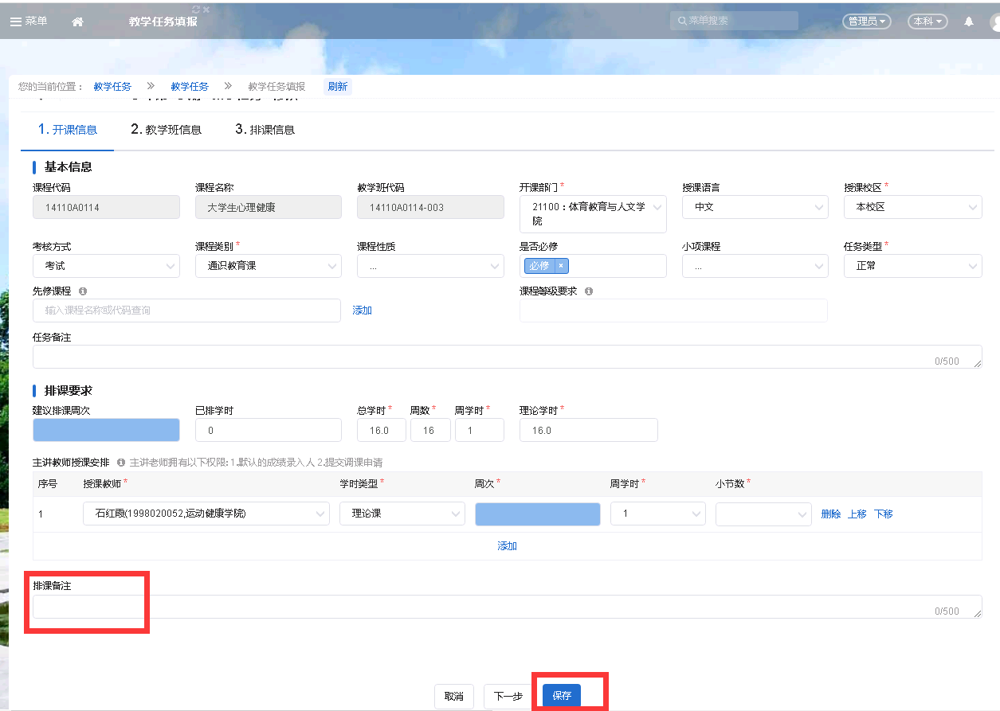 菜单 教学任务填报 菜单搜索 管理员 本科
您的当前位置： 教学任务 教学任务 教学任务填报 刷新
1.开课信息 2.教学班信息 3.排课信息
基本信息
课程代码 课程名称 教学班代码 开课部门* 授课语言 授课校区*
14110A0114 大学生心理健康 14110A0114-003 21100：体育教育与人文学 中文 本校区
院
考核方式 课程类别* 课程性质 是否必修 小项课程 任务类型*
考试 通识教育课 ... 必修 × ... 正常
先修课程 课程等级要求
输入课程名称或代码查询 添加
任务备注
0/500
排课要求
建议排课周次 已排学时 总学时* 周数* 周学时* 理论学时*
0 16.0 16 1 16.0
主讲教师授课安排 主讲老师拥有以下权限:1.默认的成绩录入人 2.提交调课申请
序号 授课教师* 学时类型* 周次* 周学时* 小节数*
1 石红霞(1998020052,运动健康学院) 理论课 1 删除 上移 下移
添加
排课备注
0/500
取消 下一步 保存